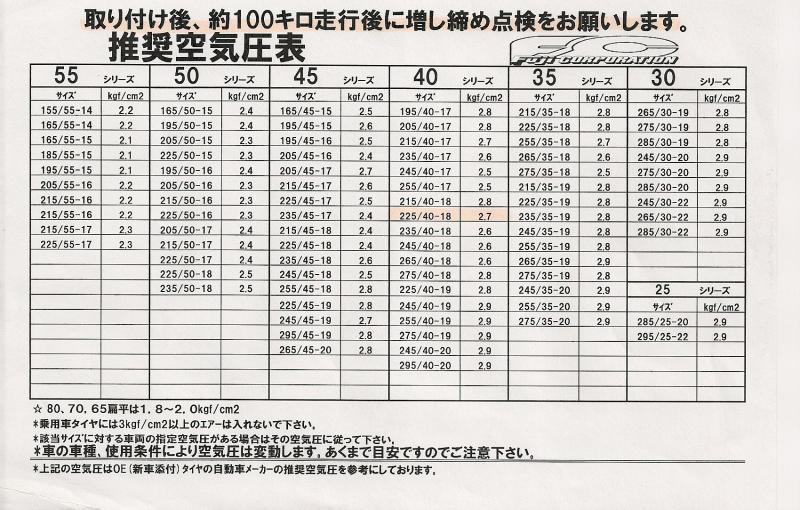 取り付け後、約100キロ走行後に増し締め点検をお願いします。
推奨空気圧表 FUJI CORPORATION
55 シリーズ 50 シリーズ 45 シリーズ 40 シリーズ 35 シリーズ 30 シリーズ
サイズ kgf/cm2 サイズ kgf/cm2 サイズ kgf/cm2 サイズ kgf/cm2 サイズ kgf/cm2 サイズ kgf/cm2
155/55-14 2.2 165/50-15 2.4 165/45-15 2.5 195/40-17 2.8 215/35-18 2.8 265/30-19 2.8
165/55-14 2.2 195/50-15 2.4 195/45-15 2.6 205/40-17 2.8 225/35-18 2.8 275/30-19 2.8
165/55-15 2.1 205/50-15 2.3 195/45-16 2.5 215/40-17 2.7 255/35-18 2.7 285/30-19 2.8
185/55-15 2.1 225/50-15 2.3 205/45-16 2.4 235/40-17 2.6 265/35-18 2.6 245/30-20 2.9
195/55-15 2.1 195/50-16 2.4 205/45-17 2.7 245/40-17 2.5 275/35-18 2.5 275/30-20 2.9
205/55-16 2.2 205/50-16 2.3 215/45-17 2.6 255/40-17 2.5 215/35-19 2.8 285/30-20 2.9
215/55-16 2.2 215/50-16 2.3 225/45-17 2.5 215/40-18 2.8 225/35-19 2.8 245/30-22 2.9
215/55-16 2.2 225/50-16 2.3 235/45-17 2.4 225/40-18 2.7 235/35-19 2.8 265/30-22 2.9
215/55-17 2.3 205/50-17 2.4 215/45-18 2.4 235/40-18 2.6 245/35-19 2.8 285/30-22 2.9
225/55-17 2.3 215/50-17 2.4 225/45-18 2.4 245/40-18 2.6 255/35-19 2.8
225/50-17 2.4 235/45-18 2.5 265/40-18 2.8 265/35-19 2.9
225/50-18 2.5 245/45-18 2.5 275/40-18 2.8 275/35-19 2.9
235/50-18 2.5 255/45-18 2.8 225/40-19 2.8 245/35-20 2.9 25 シリーズ
225/45-19 2.8 245/40-19 2.8 255/35-20 2.9 サイズ kgf/cm2
245/45-19 2.7 255/40-19 2.9 275/35-20 2.9 285/25-20 2.9
295/45-19 2.8 275/40-19 2.9 295/25-22 2.9
265/45-20 2.8 245/40-20 2.9
295/40-20 2.9
☆ 80、70、65扁平は1.8〜2.0kgf/cm2
*乗用車タイヤには3kgf/cm2以上のエアーは入れないで下さい。
*該当サイズに対する車両の指定空気圧がある場合はその空気圧に従って下さい。
*車の車種、使用条件により空気圧は変動します。あくまで目安ですのでご注意下さい。
*上記の空気圧はOE(新車添付)タイヤの自動車メーカーの推奨空気圧を参考にしております。